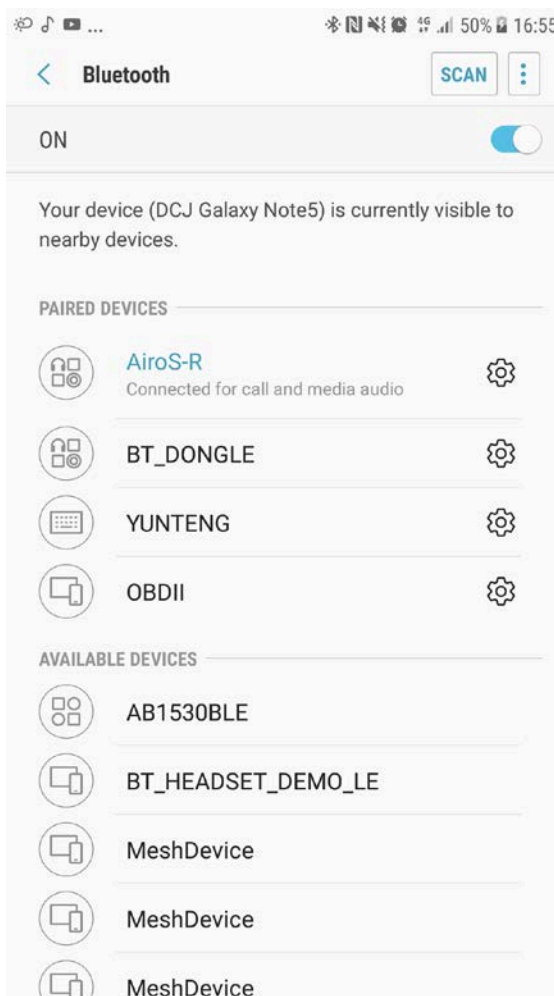 ... 4G 50% 16:55
Bluetooth SCAN
ON
Your device (DCJ Galaxy Note5) is currently visible to
nearby devices.
PAIRED DEVICES
AiroS-R
Connected for call and media audio
BT_DONGLE
YUNTENG
OBDII
AVAILABLE DEVICES
AB1530BLE
BT_HEADSET_DEMO_LE
MeshDevice
MeshDevice
MeshDevice